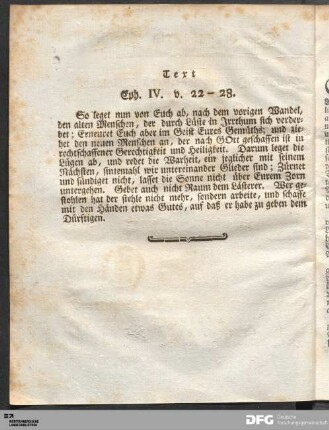 Text
Eph. IV. v. 22-28.
So leget nun von Euch ab, nach dem vorigen Wandel,
den alten Menschen, der durch Lüste in Irrthum sich verder-
bet; Erneuret Euch aber im Geist Eures Gemüths; und zie-
het den neuen Menschen an, der nach GOtt geschaffen ist in
rechtschaffener Gerechtigkeit und Heiligkeit. Darum leget die
Lügen ab, und redet die Warheit, ein jeglicher mit seinem
Nächsten, sintemahl wir untereinander Glieder sind; Zürnet
und sündiget nicht, lasset die Sonne nicht über Eurem Zorn
untergehen. Gebet auch nicht Raum dem Lästerer. Wer ge-
stohlen hat der stehle nicht mehr, sondern arbeite, und schaffe
mit den Händen etwas Gutes, auf daß er habe zu geben dem
Dürftigen.
DFG
Deutsche
Forschungsgemeinschaft